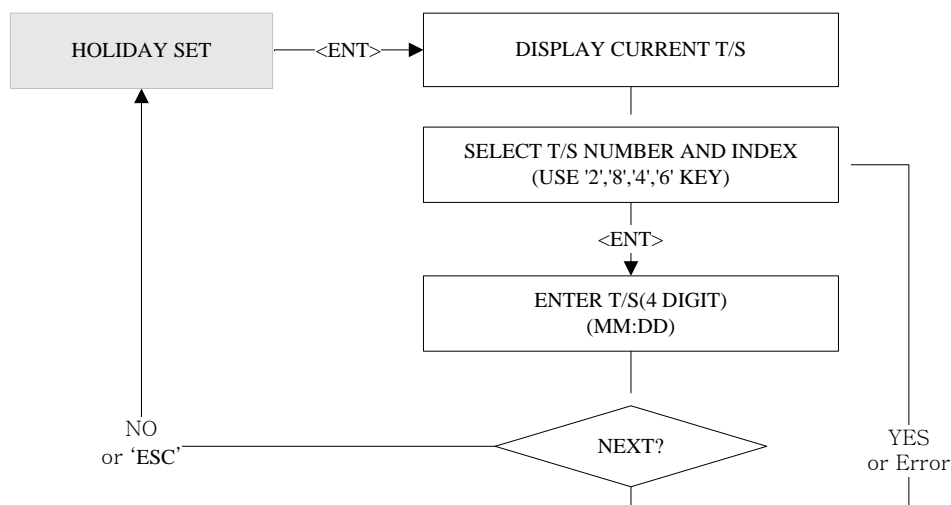 HOLIDAY SET
<ENT>
DISPLAY CURRENT T/S
SELECT T/S NUMBER AND INDEX
(USE '2','8','4','6' KEY)
<ENT>
ENTER T/S(4 DIGIT)
(MM:DD)
NEXT?
NO
or ‘ESC’
YES
or Error